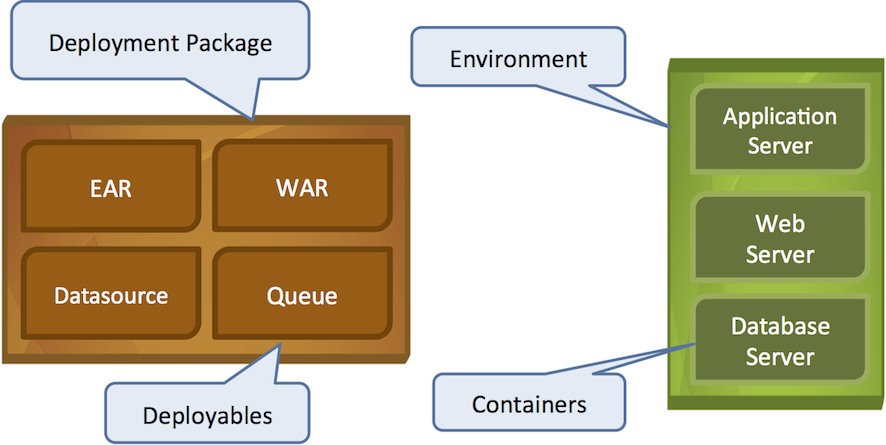 Deployment Package
Environment
Application
Server
EAR
WAR
Web
Server
Datasource
Queue
Database
Server
Deployables
Containers